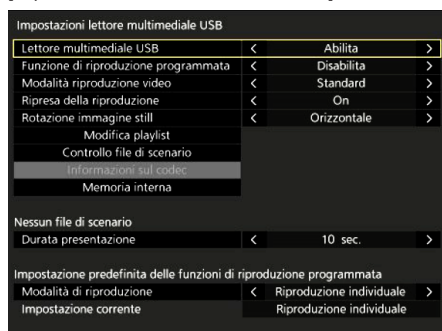 Impostazioni lettore multimediale USB
Lettore multimediale USB < Abilita >
Funzione di riproduzione programmata < Disabilita >
Modalità riproduzione video < Standard >
Ripresa della riproduzione < On >
Rotazione immagine still < Orizzontale >
Modifica playlist
Controllo file di scenario
Informazioni sul codec
Memoria interna
Nessun file di scenario
Durata presentazione < 10 sec. >
Impostazione predefinita delle funzioni di riproduzione programmata
Modalità di riproduzione < Riproduzione individuale >
Impostazione corrente Riproduzione individuale